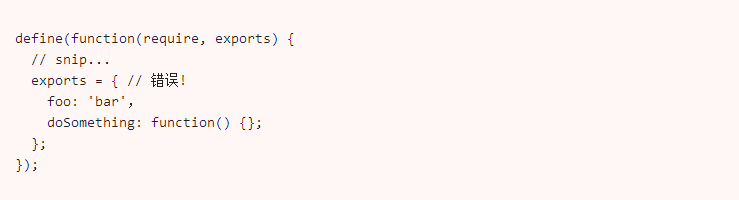 define(function(require, exports) {
  // snip...
  exports = { // 错误!
    foo: 'bar',
    doSomething: function() {};
  };
});